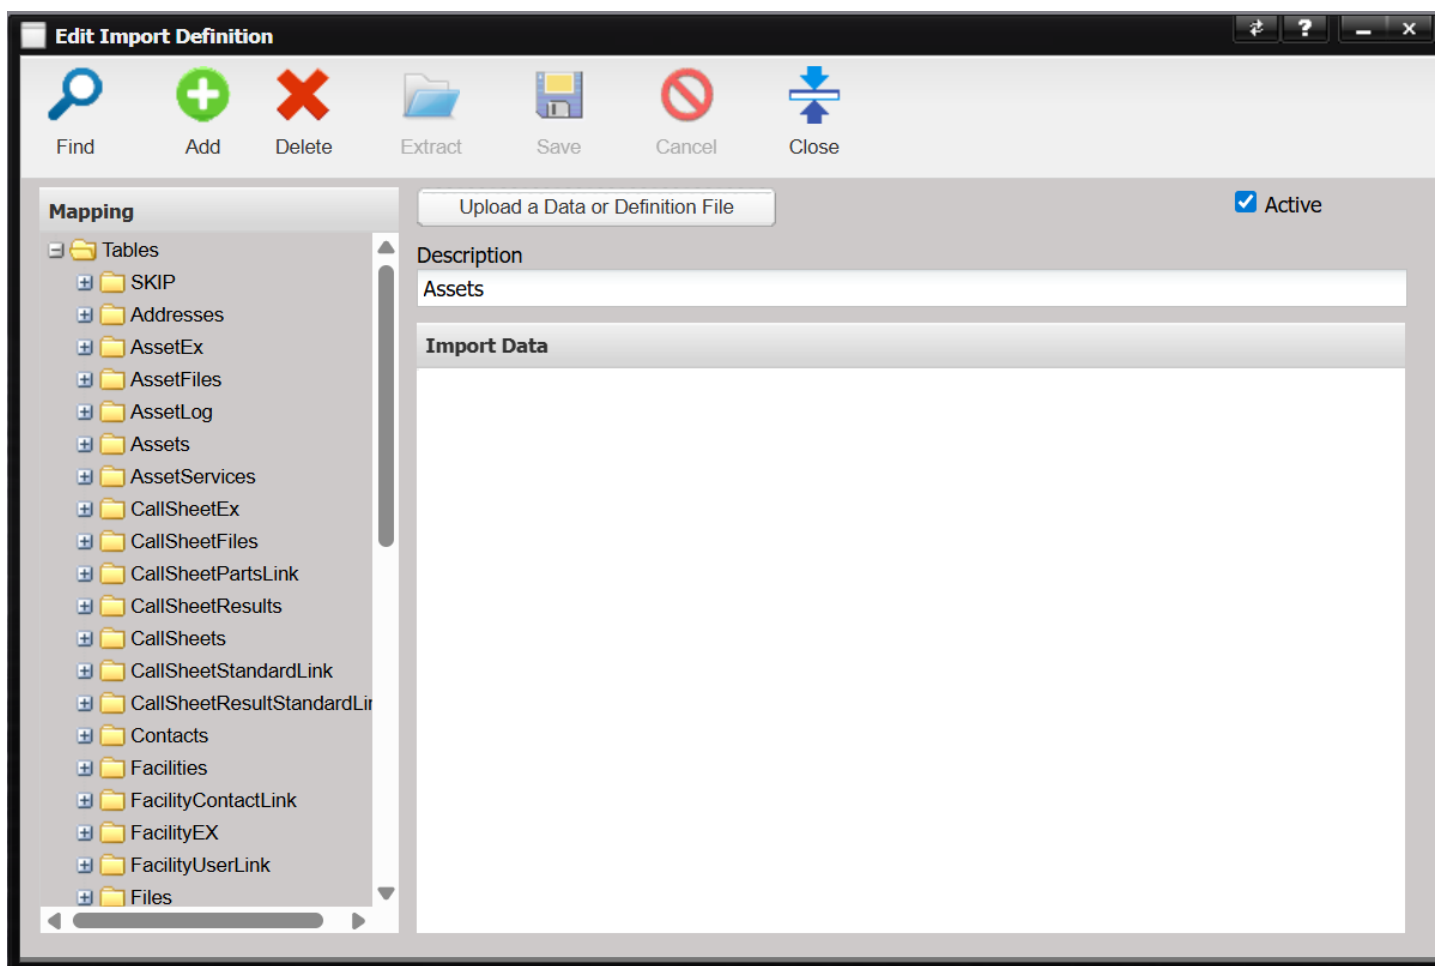 Edit Import Definition
Find Add Delete Extract Save Cancel Close
Mapping
Tables
SKIP
Addresses
AssetEx
AssetFiles
AssetLog
Assets
AssetServices
CallSheetEx
CallSheetFiles
CallSheetPartsLink
CallSheetResults
CallSheets
CallSheetStandardLink
CallSheetResultStandardLin
Contacts
Facilities
FacilityContactLink
FacilityEX
FacilityUserLink
Files
Upload a Data or Definition File
Active
Description
Assets
Import Data